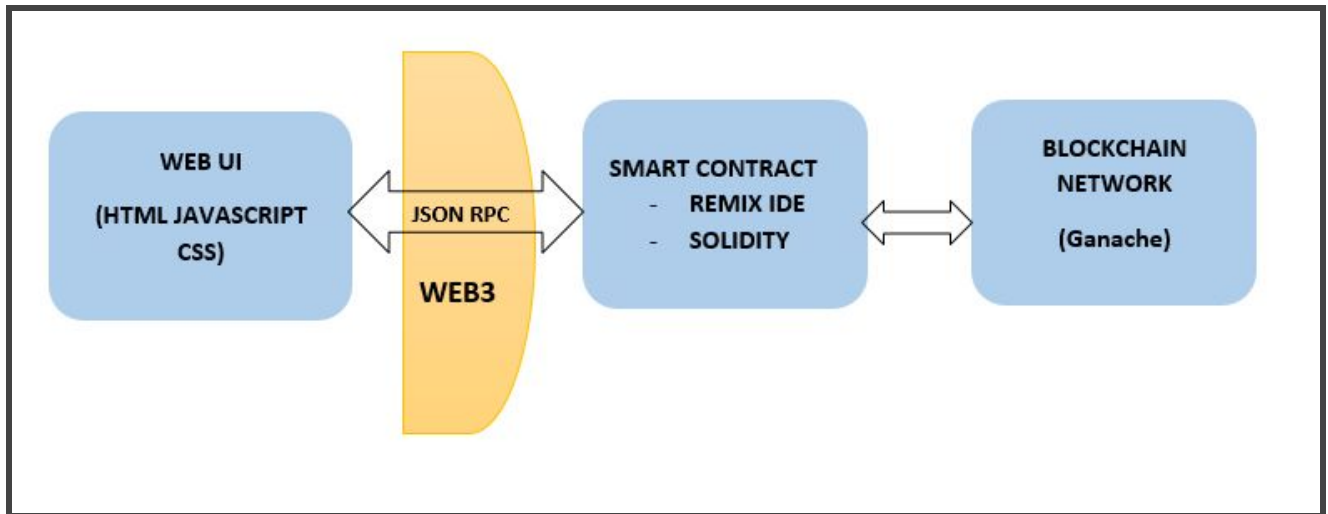 WEB UI
(HTML JAVASCRIPT
CSS)
JSON RPC
WEB3
SMART CONTRACT
- REMIX IDE
- SOLIDITY
BLOCKCHAIN
NETWORK
(Ganache)